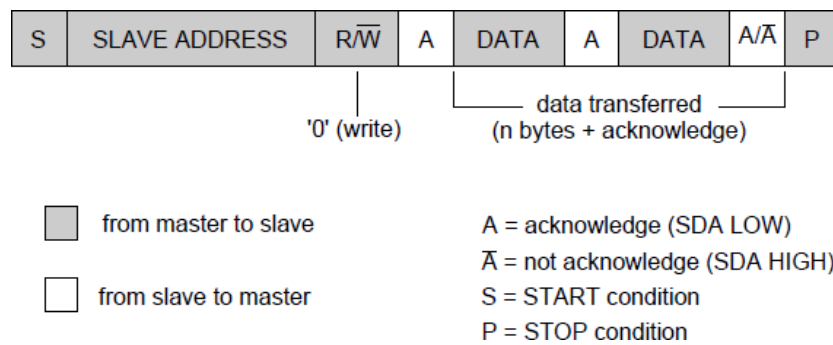 S SLAVE ADDRESS R/W̅ A DATA A DATA A/A̅ P
data transferred
'0' (write) (n bytes + acknowledge)
from master to slave
from slave to master
A = acknowledge (SDA LOW)
A̅ = not acknowledge (SDA HIGH)
S = START condition
P = STOP condition